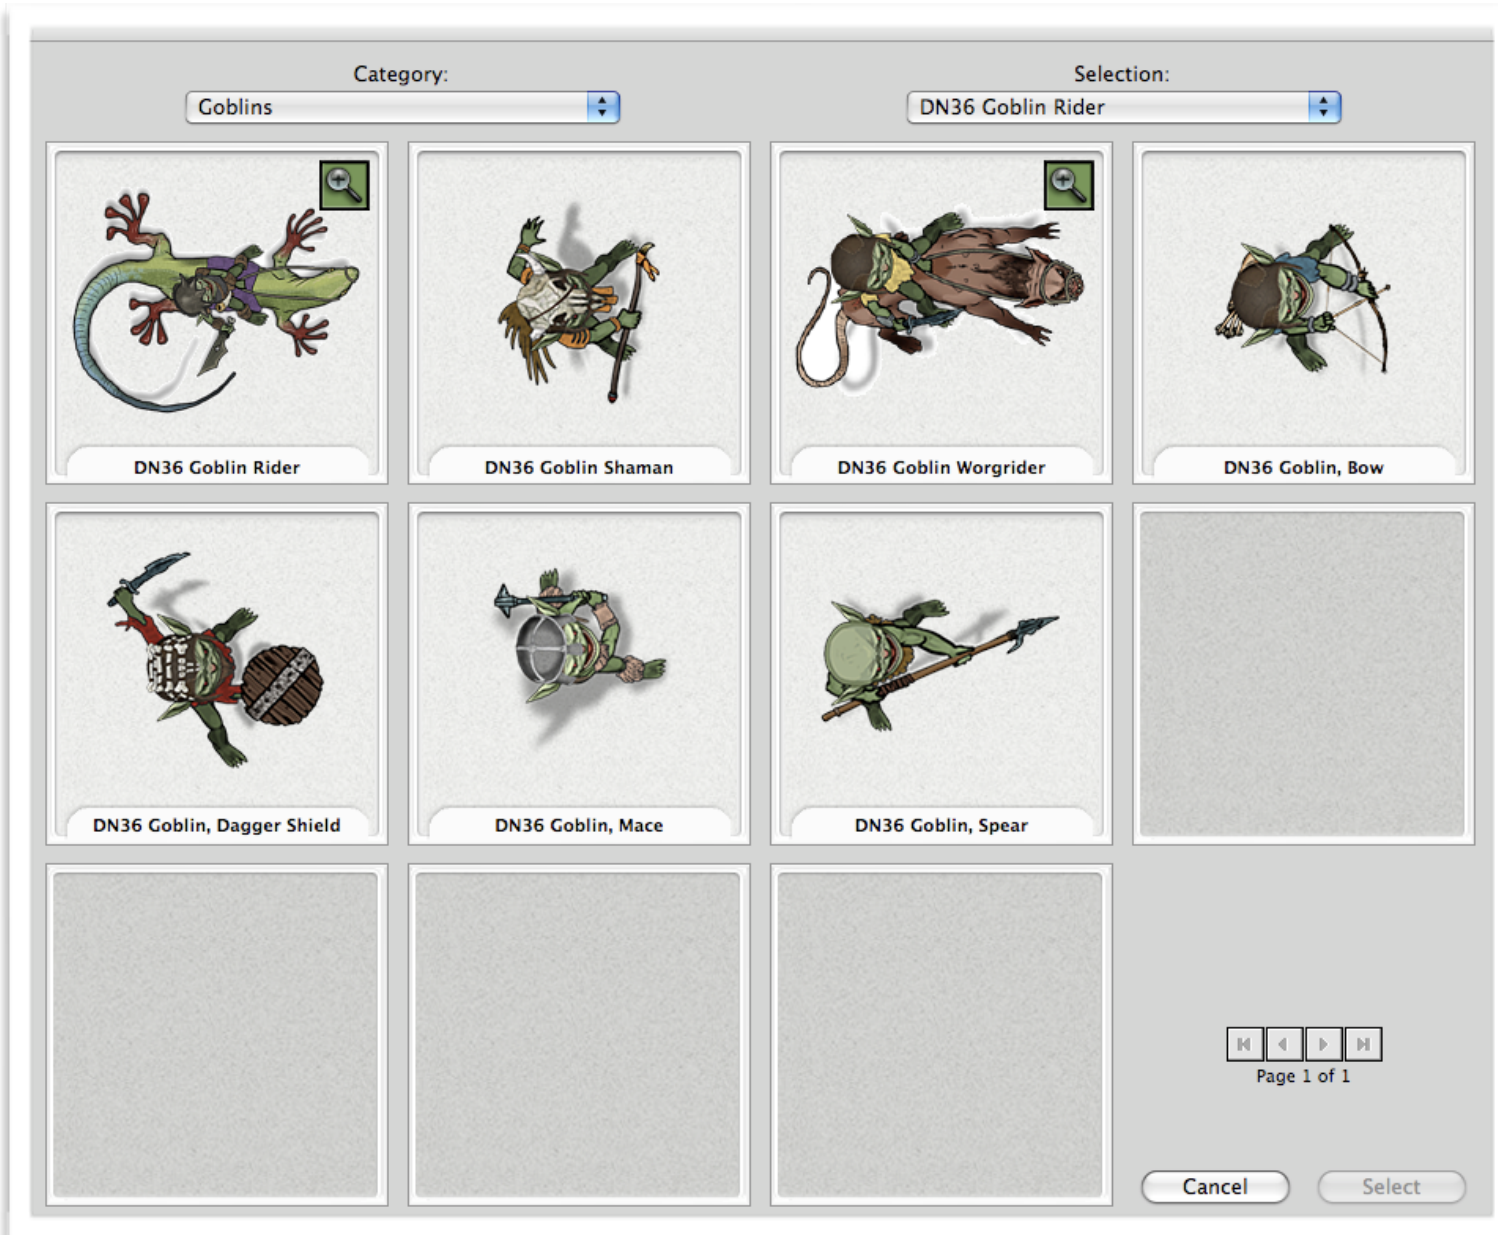 Category:
Selection:
Goblins
DN36 Goblin Rider
DN36 Goblin Rider
DN36 Goblin Shaman
DN36 Goblin Worgrider
DN36 Goblin, Bow
DN36 Goblin, Dagger Shield
DN36 Goblin, Mace
DN36 Goblin, Spear
Page 1 of 1
Cancel
Select